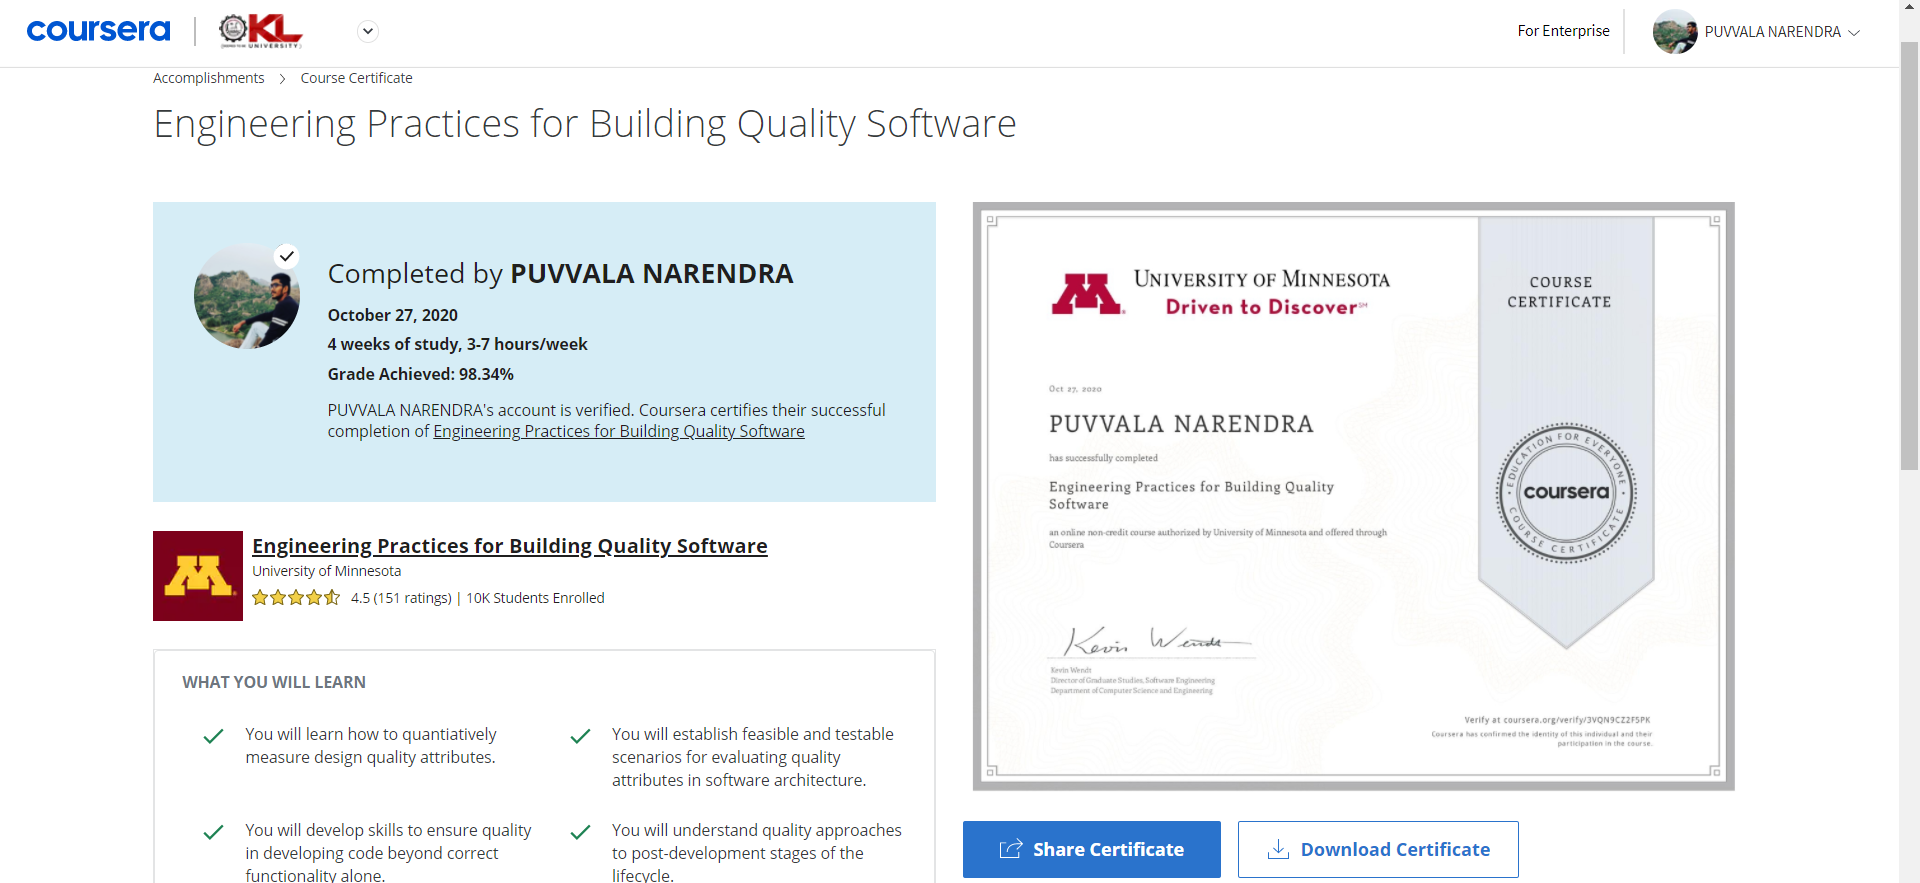 coursera
KL
UNIVERSITY
For Enterprise
PUVVALA NARENDRA
Accomplishments
Course Certificate
Engineering Practices for Building Quality Software
Completed by PUVVALA NARENDRA
October 27, 2020
4 weeks of study, 3-7 hours/week
Grade Achieved: 98.34%
PUVVALA NARENDRA's account is verified. Coursera certifies their successful
completion of Engineering Practices for Building Quality Software
Engineering Practices for Building Quality Software
University of Minnesota
4.5 (151 ratings) | 10K Students Enrolled
WHAT YOU WILL LEARN
You will learn how to quantiatively
measure design quality attributes.
You will establish feasible and testable
scenarios for evaluating quality
attributes in software architecture.
You will develop skills to ensure quality
in developing code beyond correct
functionality alone.
You will understand quality approaches
to post-development stages of the
lifecycle.
UNIVERSITY OF MINNESOTA
Driven to Discover℠
COURSE
CERTIFICATE
Oct 27, 2020
PUVVALA NARENDRA
has successfully completed
Engineering Practices for Building Quality
Software
an online non-credit course authorized by University of Minnesota and offered through
Coursera
EDUCATION FOR EVERYONE
coursera
COURSE CERTIFICATE
Kevin Wendt
Kevin Wendt
Director of Graduate Studies, Software Engineering
Department of Computer Science and Engineering
Verify at coursera.org/verify/3VQN9CZ2F5PK
Coursera has confirmed the identity of this individual and their
participation in the course.
Share Certificate
Download Certificate